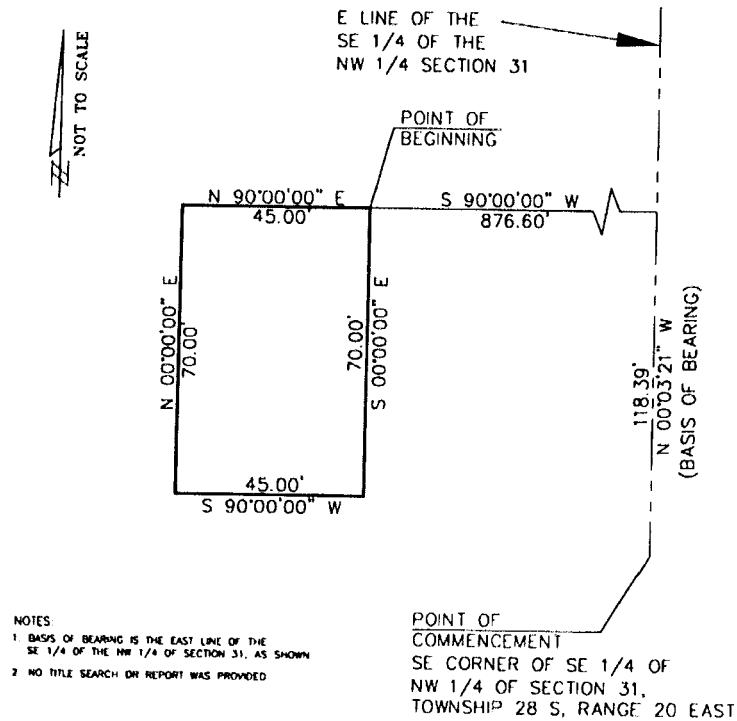 E LINE OF THE
SE 1/4 OF THE
NW 1/4 SECTION 31
NOT TO SCALE
POINT OF
BEGINNING
N 90°00'00" E
45.00'
S 90°00'00" W
876.60'
N 00°00'00" E
70.00'
70.00'
S 00°00'00" E
118.39'
N 00°03'21" W
(BASIS OF BEARING)
45.00'
S 90°00'00" W
NOTES:
1. BASIS OF BEARING IS THE EAST LINE OF THE
SE 1/4 OF THE NW 1/4 OF SECTION 31, AS SHOWN
2 NO TITLE SEARCH OR REPORT WAS PROVIDED
POINT OF
COMMENCEMENT
SE CORNER OF SE 1/4 OF
NW 1/4 OF SECTION 31,
TOWNSHIP 28 S, RANGE 20 EAST